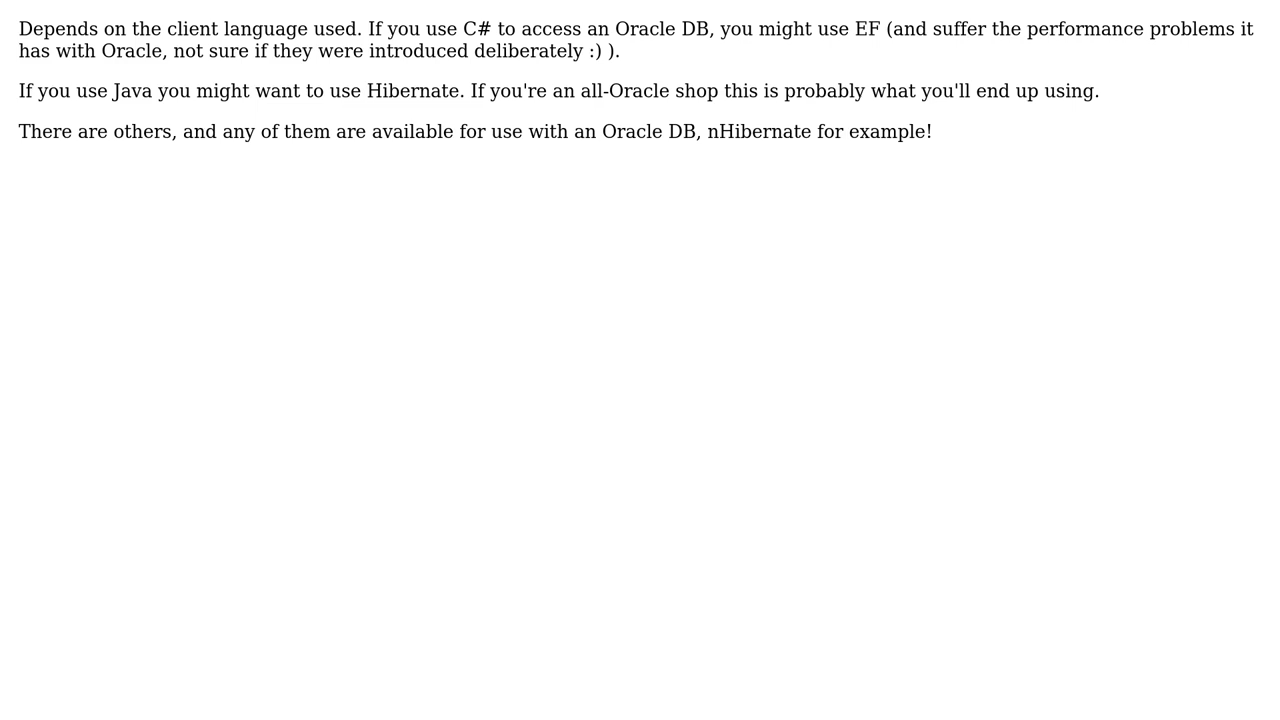 Depends on the client language used. If you use C# to access an Oracle DB, you might use EF (and suffer the performance problems it
has with Oracle, not sure if they were introduced deliberately :) ).
If you use Java you might want to use Hibernate. If you're an all-Oracle shop this is probably what you'll end up using.
There are others, and any of them are available for use with an Oracle DB, nHibernate for example!